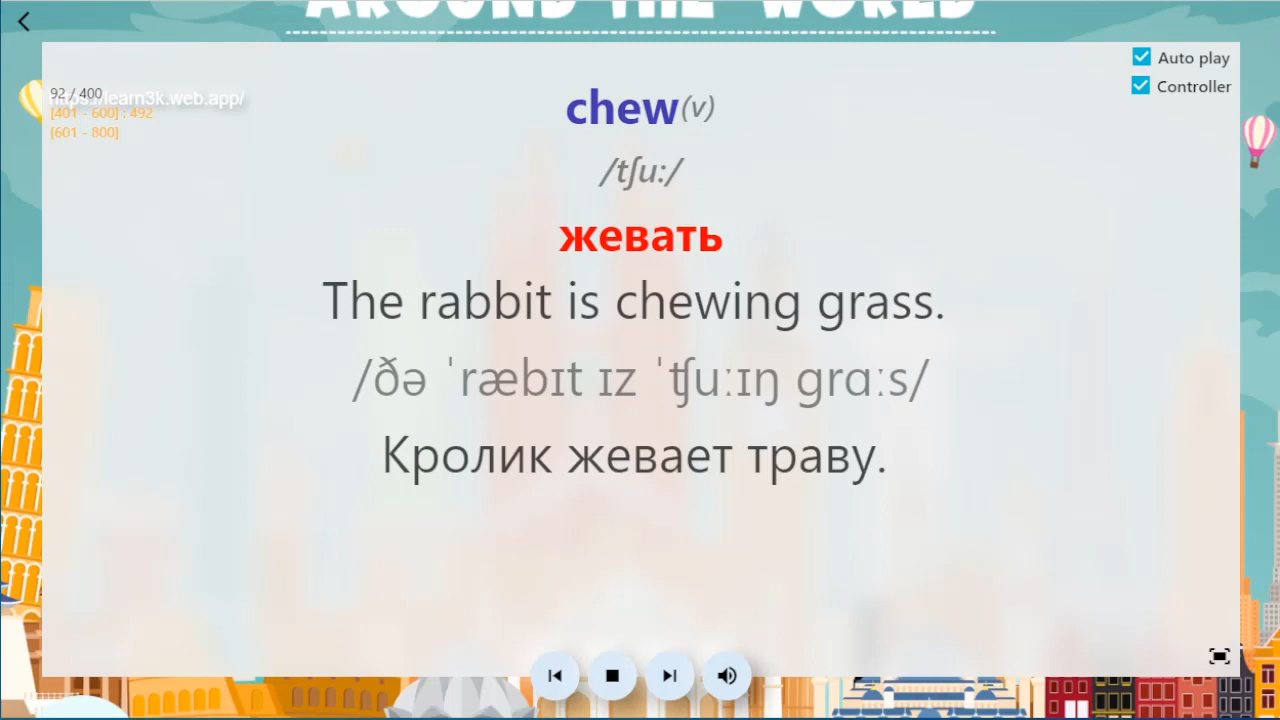 AROUND THE WORLD
Auto play
Controller
92 / 400
https://learn3k.web.app/
[401 - 600] : 492
[601 - 800]
chew(v)
/tʃu:/
жевать
The rabbit is chewing grass.
/ðə ˈræbɪt ɪz ˈʧuːɪŋ grɑːs/
Кролик жевает траву.